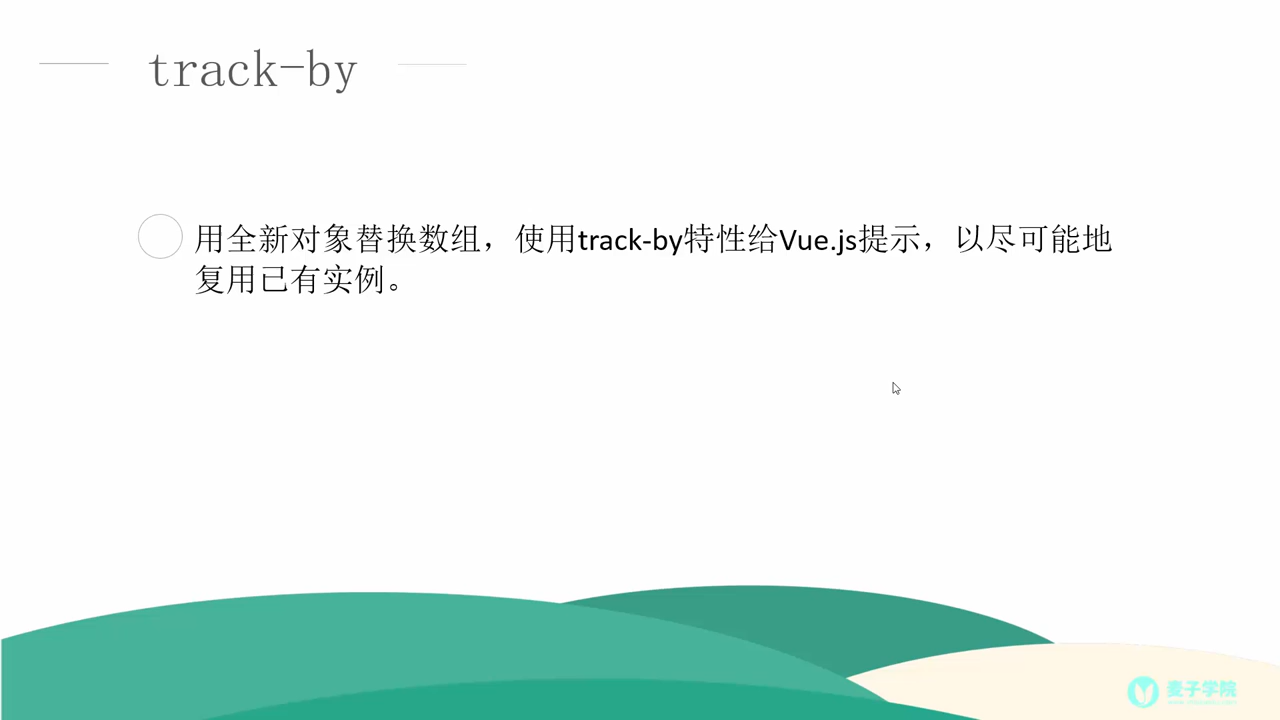 track-by
用全新对象替换数组，使用track-by特性给Vue.js提示，以尽可能地
复用已有实例。
麦子学院